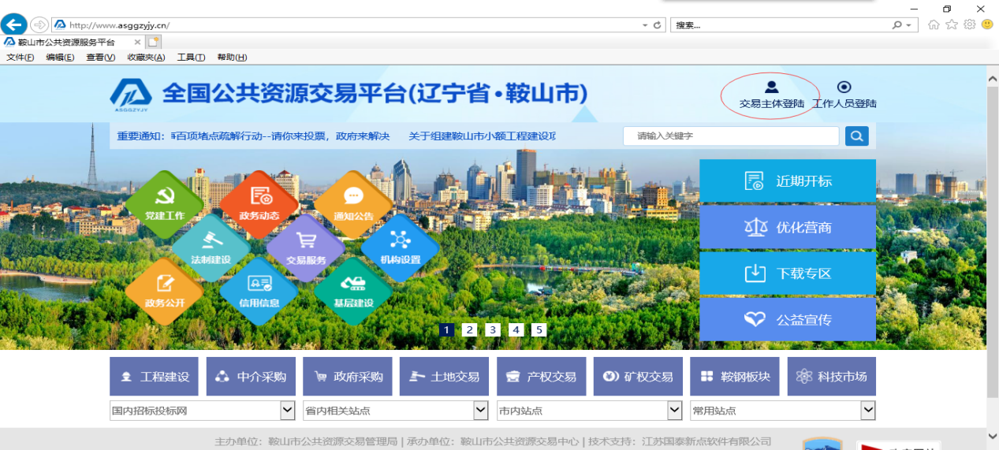 http://www.asggzyjy.cn/
搜索...
鞍山市公共资源服务平台
文件(F) 编辑(E) 查看(V) 收藏夹(A) 工具(T) 帮助(H)
ASGGZYJY
全国公共资源交易平台(辽宁省•鞍山市)
交易主体登陆 工作人员登陆
重要通知: 百项堵点疏解行动--请你来投票，政府来解决 关于组建鞍山市小额工程建设项
请输入关键字
党建工作 政务动态 通知公告
法制建设 交易服务 机构设置
政务公开 信用信息 基层建设
近期开标
优化营商
下载专区
公益宣传
1 2 3 4 5
工程建设 中介采购 政府采购 土地交易 产权交易 矿权交易 鞍钢板块 科技市场
国内招标投标网 省内相关站点 市内站点 常用站点
主办单位：鞍山市公共资源交易管理局 | 承办单位：鞍山市公共资源交易中心 | 技术支持：江苏国泰新点软件有限公司